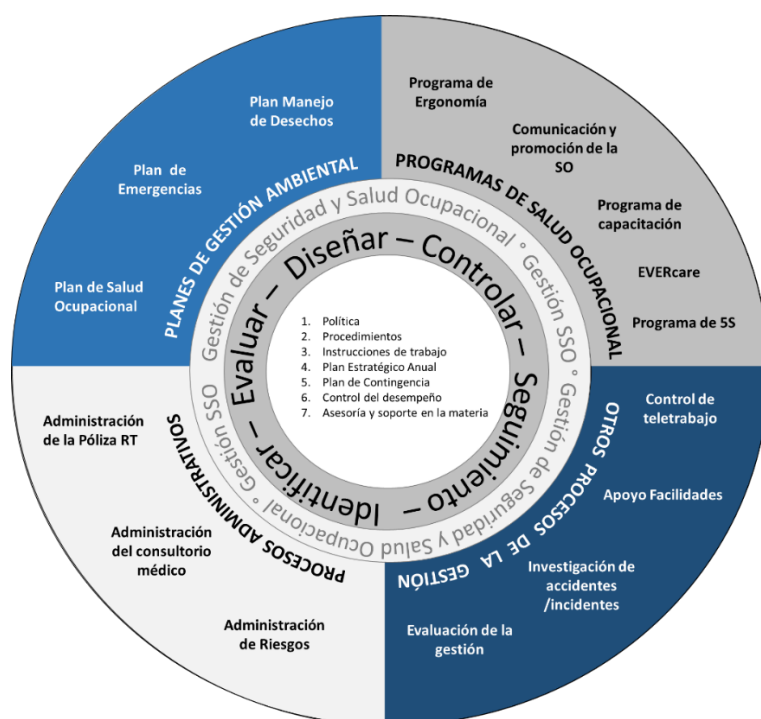 Plan Manejo
de Desechos
Plan de
Emergencias
Plan de Salud
Ocupacional
PLANES DE GESTIÓN AMBIENTAL
Programa de
Ergonomía
Comunicación y
promoción de la
SO
Programa de
capacitación
EVERcare
Programa de 5S
PROGRAMAS DE SALUD OCUPACIONAL
Gestión de Seguridad y Salud Ocupacional ° Gestión SSO ° Gestión de Seguridad y Salud Ocupacional ° Gestión SSO
Identificar – Evaluar – Diseñar – Controlar – Seguimiento –
1. Política
2. Procedimientos
3. Instrucciones de trabajo
4. Plan Estratégico Anual
5. Plan de Contingencia
6. Control del desempeño
7. Asesoría y soporte en la materia
Administración
de la Póliza RT
Administración
del consultorio
médico
Administración
de Riesgos
PROCESOS ADMINISTRATIVOS
Control de
teletrabajo
Apoyo Facilidades
Investigación de
accidentes
/incidentes
Evaluación de la
gestión
OTROS PROCESOS DE LA GESTIÓN